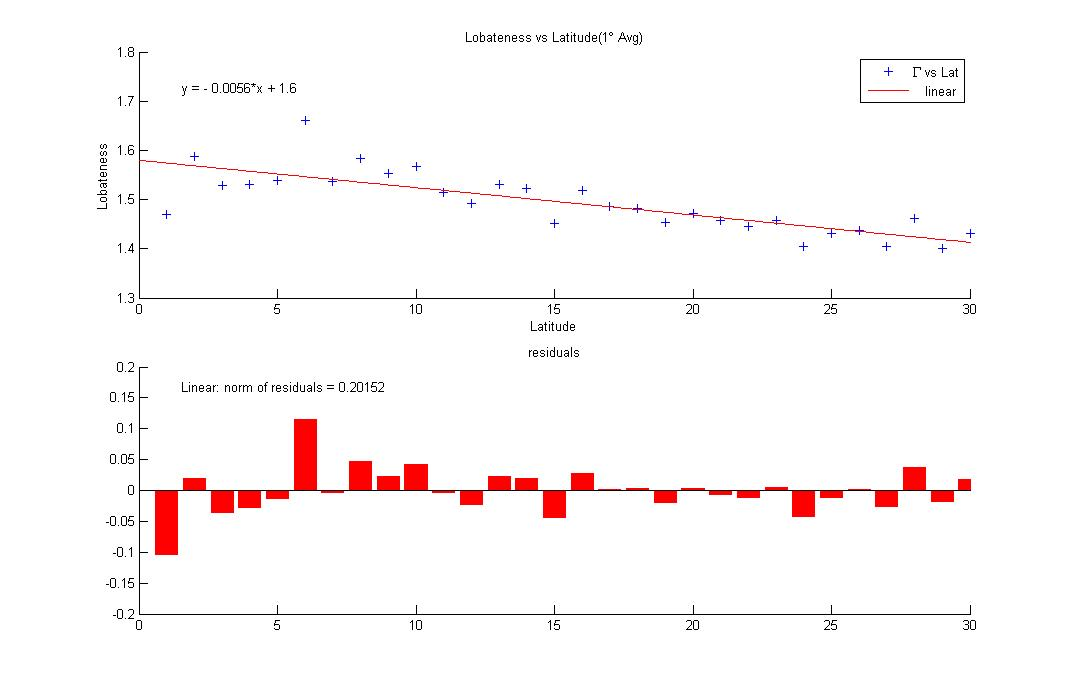 Lobateness vs Latitude(1° Avg)
1.8
1.7
1.6
1.5
1.4
1.3
Lobateness
y = - 0.0056*x + 1.6
Γ vs Lat
linear
0 5 10 15 20 25 30
Latitude
residuals
0.2
0.15
0.1
0.05
0
-0.05
-0.1
-0.15
-0.2
Linear: norm of residuals = 0.20152
0 5 10 15 20 25 30